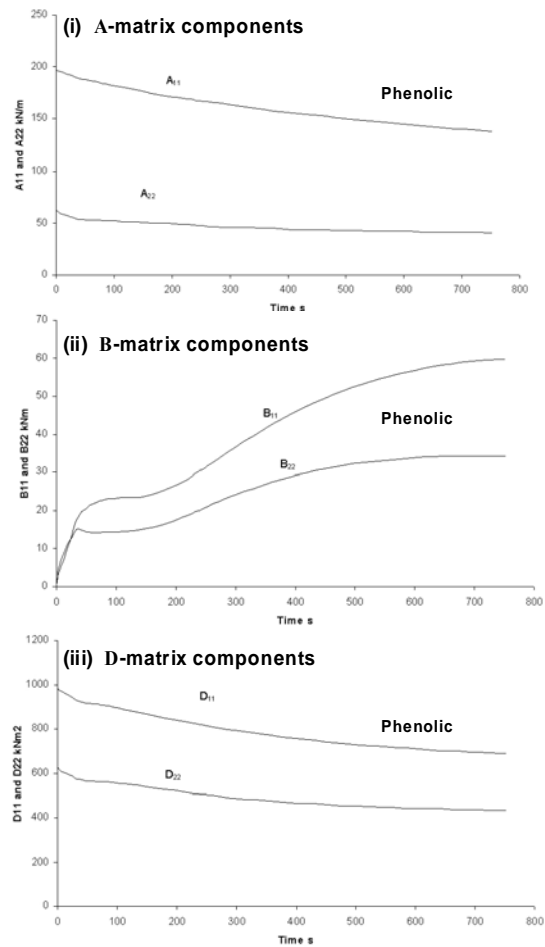 (i) A-matrix components
250
200
150
100
50
0
A11 and A22 kN/m
A₁₁
Phenolic
A₂₂
0 100 200 300 400 500 600 700 800
Time s
(ii) B-matrix components
70
60
50
40
30
20
10
0
B11 and B22 kNm
B₁₁
Phenolic
B₂₂
0 100 200 300 400 500 600 700 800
Time s
(iii) D-matrix components
1200
1000
800
600
400
200
0
D11 and D22 kNm2
D₁₁
Phenolic
D₂₂
0 100 200 300 400 500 600 700 800
Time s